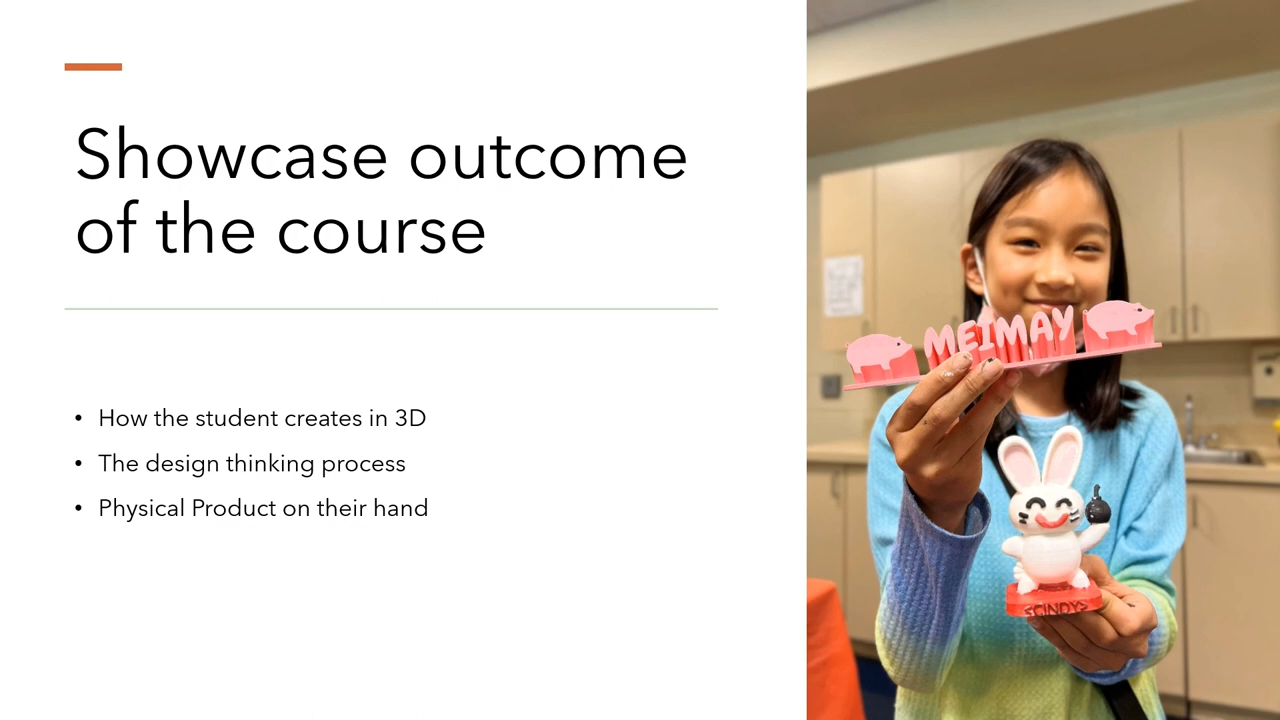 Showcase outcome
of the course
• How the student creates in 3D
• The design thinking process
• Physical Product on their hand
MEIMAY
<CINDY>